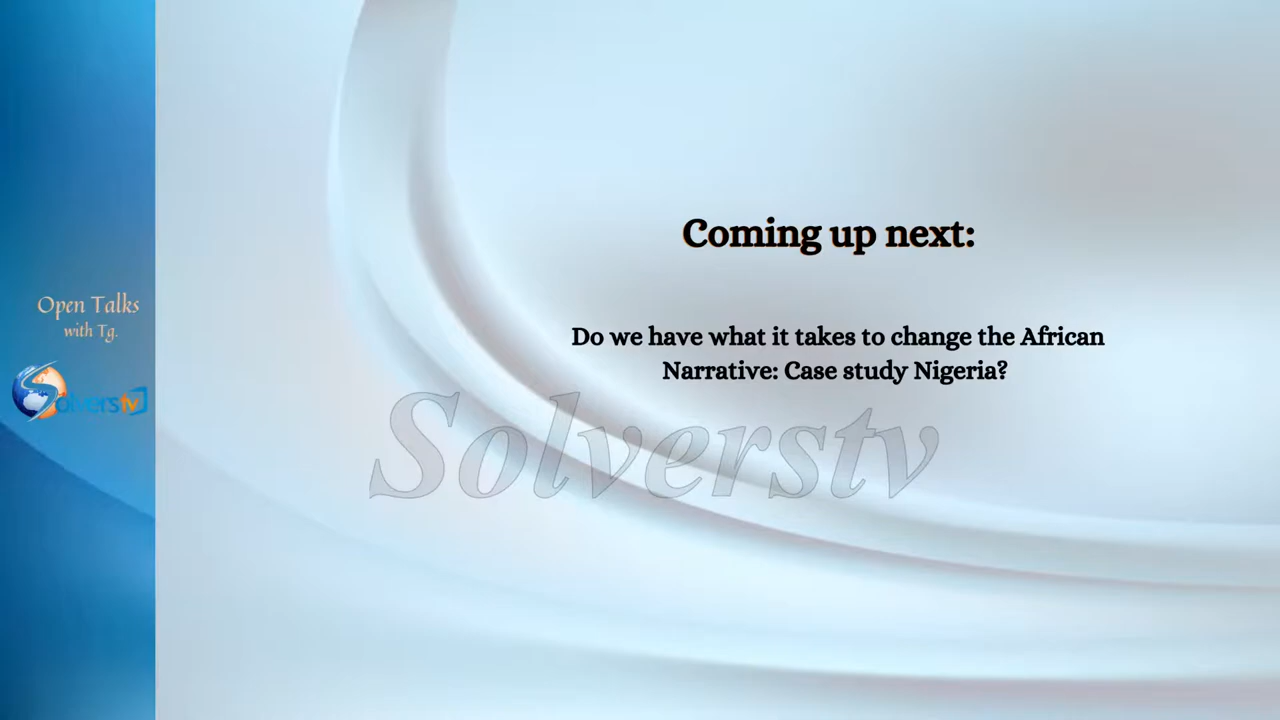 Coming up next:
Do we have what it takes to change the African
Narrative: Case study Nigeria?
Open Talks
with Tg.
Solverstv
Solverstv